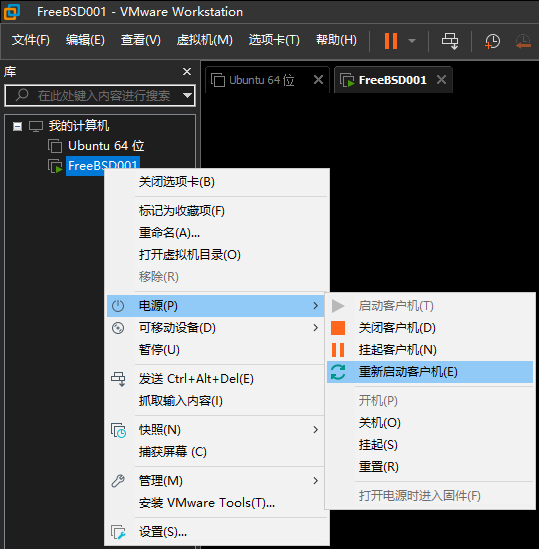 FreeBSD001 - VMware Workstation
文件(F) 编辑(E) 查看(V) 虚拟机(M) 选项卡(T) 帮助(H)
库
在此处键入内容进行搜索
我的计算机
Ubuntu 64 位
FreeBSD001
Ubuntu 64 位
FreeBSD001
关闭选项卡(B)
标记为收藏项(F)
重命名(A)...
打开虚拟机目录(O)
移除(R)
电源(P)
可移动设备(D)
暂停(U)
发送 Ctrl+Alt+Del(E)
抓取输入内容(I)
快照(N)
捕获屏幕 (C)
管理(M)
安装 VMware Tools(T)...
设置(S)...
启动客户机(T)
关闭客户机(D)
挂起客户机(N)
重新启动客户机(E)
开机(P)
关机(O)
挂起(S)
重置(R)
打开电源时进入固件(F)